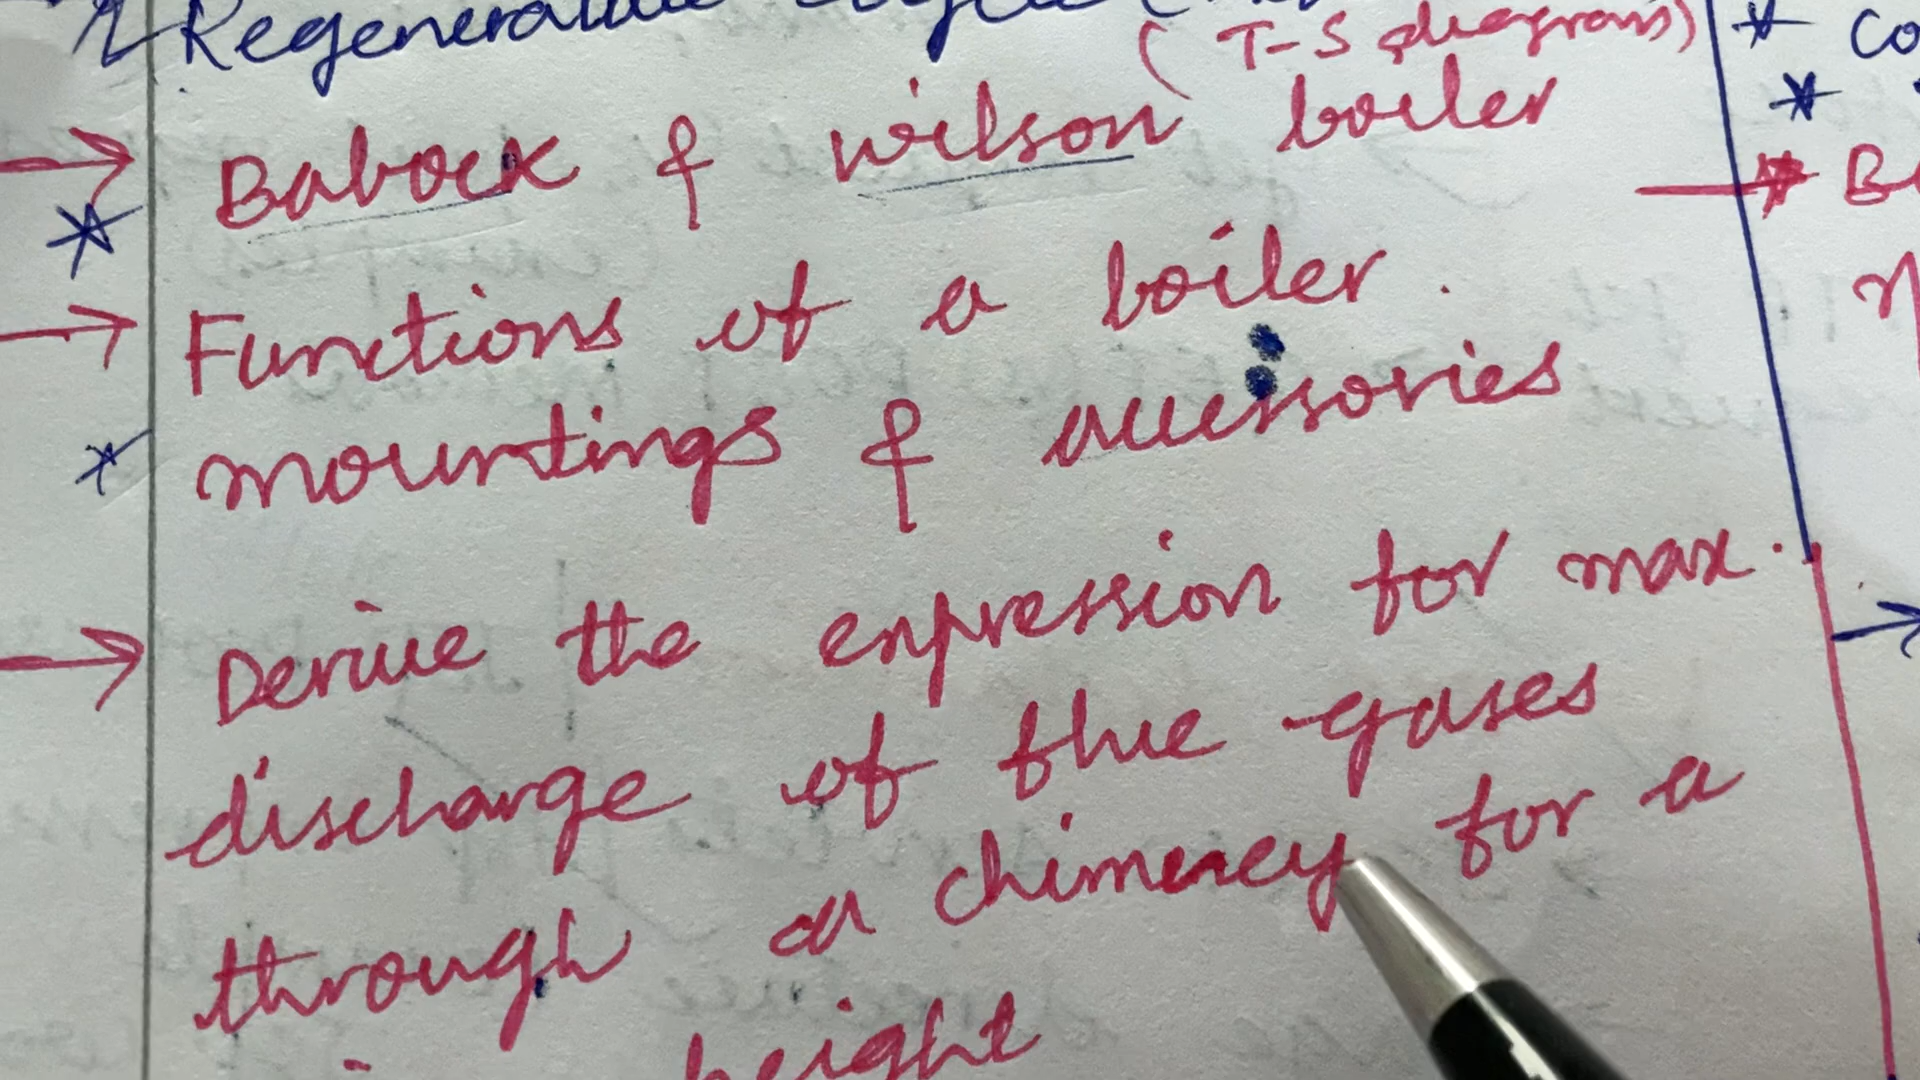 Regenerative
( T-S diagram)
Babock & wilson boiler
Functions of a boiler.
mountings & accessories
Derive the expression for max.
discharge of flue gases
through a chimney for a
height
Co